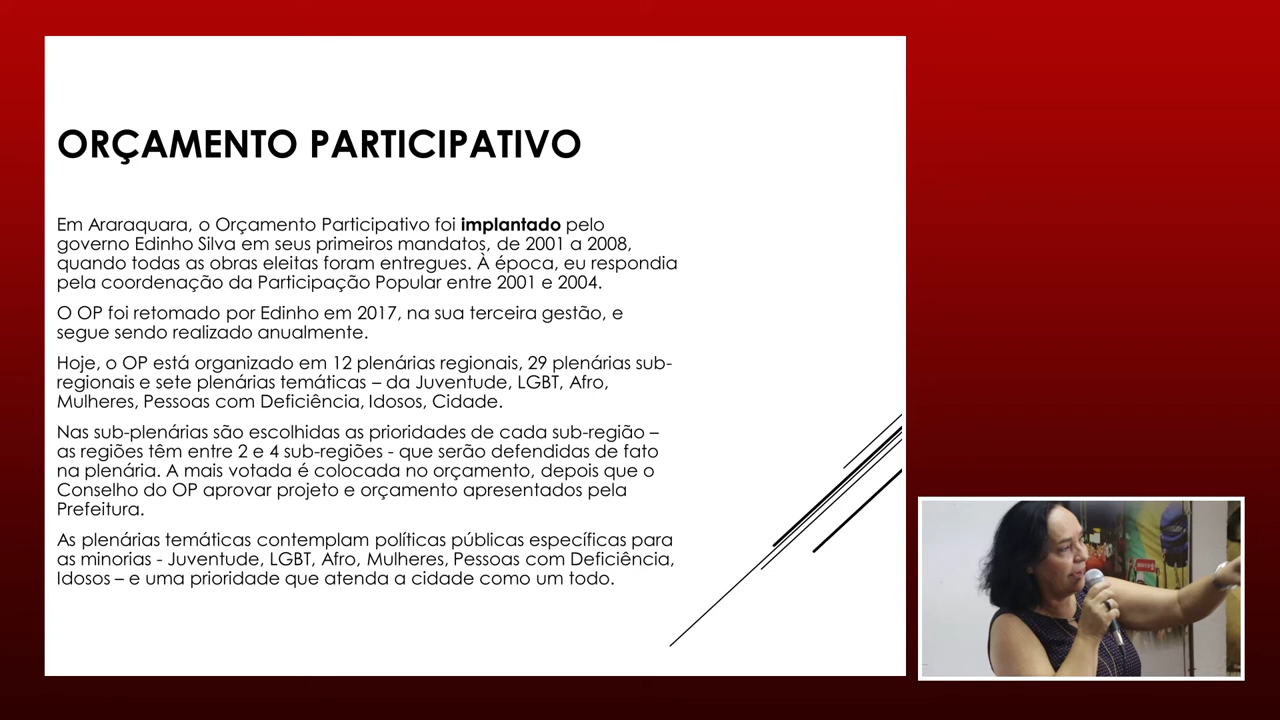 ORÇAMENTO PARTICIPATIVO
Em Araraquara, o Orçamento Participativo foi implantado pelo
governo Edinho Silva em seus primeiros mandatos, de 2001 a 2008,
quando todas as obras eleitas foram entregues. À época, eu respondia
pela coordenação da Participação Popular entre 2001 e 2004.
O OP foi retomado por Edinho em 2017, na sua terceira gestão, e
segue sendo realizado anualmente.
Hoje, o OP está organizado em 12 plenárias regionais, 29 plenárias sub-
regionais e sete plenárias temáticas – da Juventude, LGBT, Afro,
Mulheres, Pessoas com Deficiência, Idosos, Cidade.
Nas sub-plenárias são escolhidas as prioridades de cada sub-região –
as regiões têm entre 2 e 4 sub-regiões - que serão defendidas de fato
na plenária. A mais votada é colocada no orçamento, depois que o
Conselho do OP aprovar projeto e orçamento apresentados pela
Prefeitura.
As plenárias temáticas contemplam políticas públicas específicas para
as minorias - Juventude, LGBT, Afro, Mulheres, Pessoas com Deficiência,
Idosos – e uma prioridade que atenda a cidade como um todo.